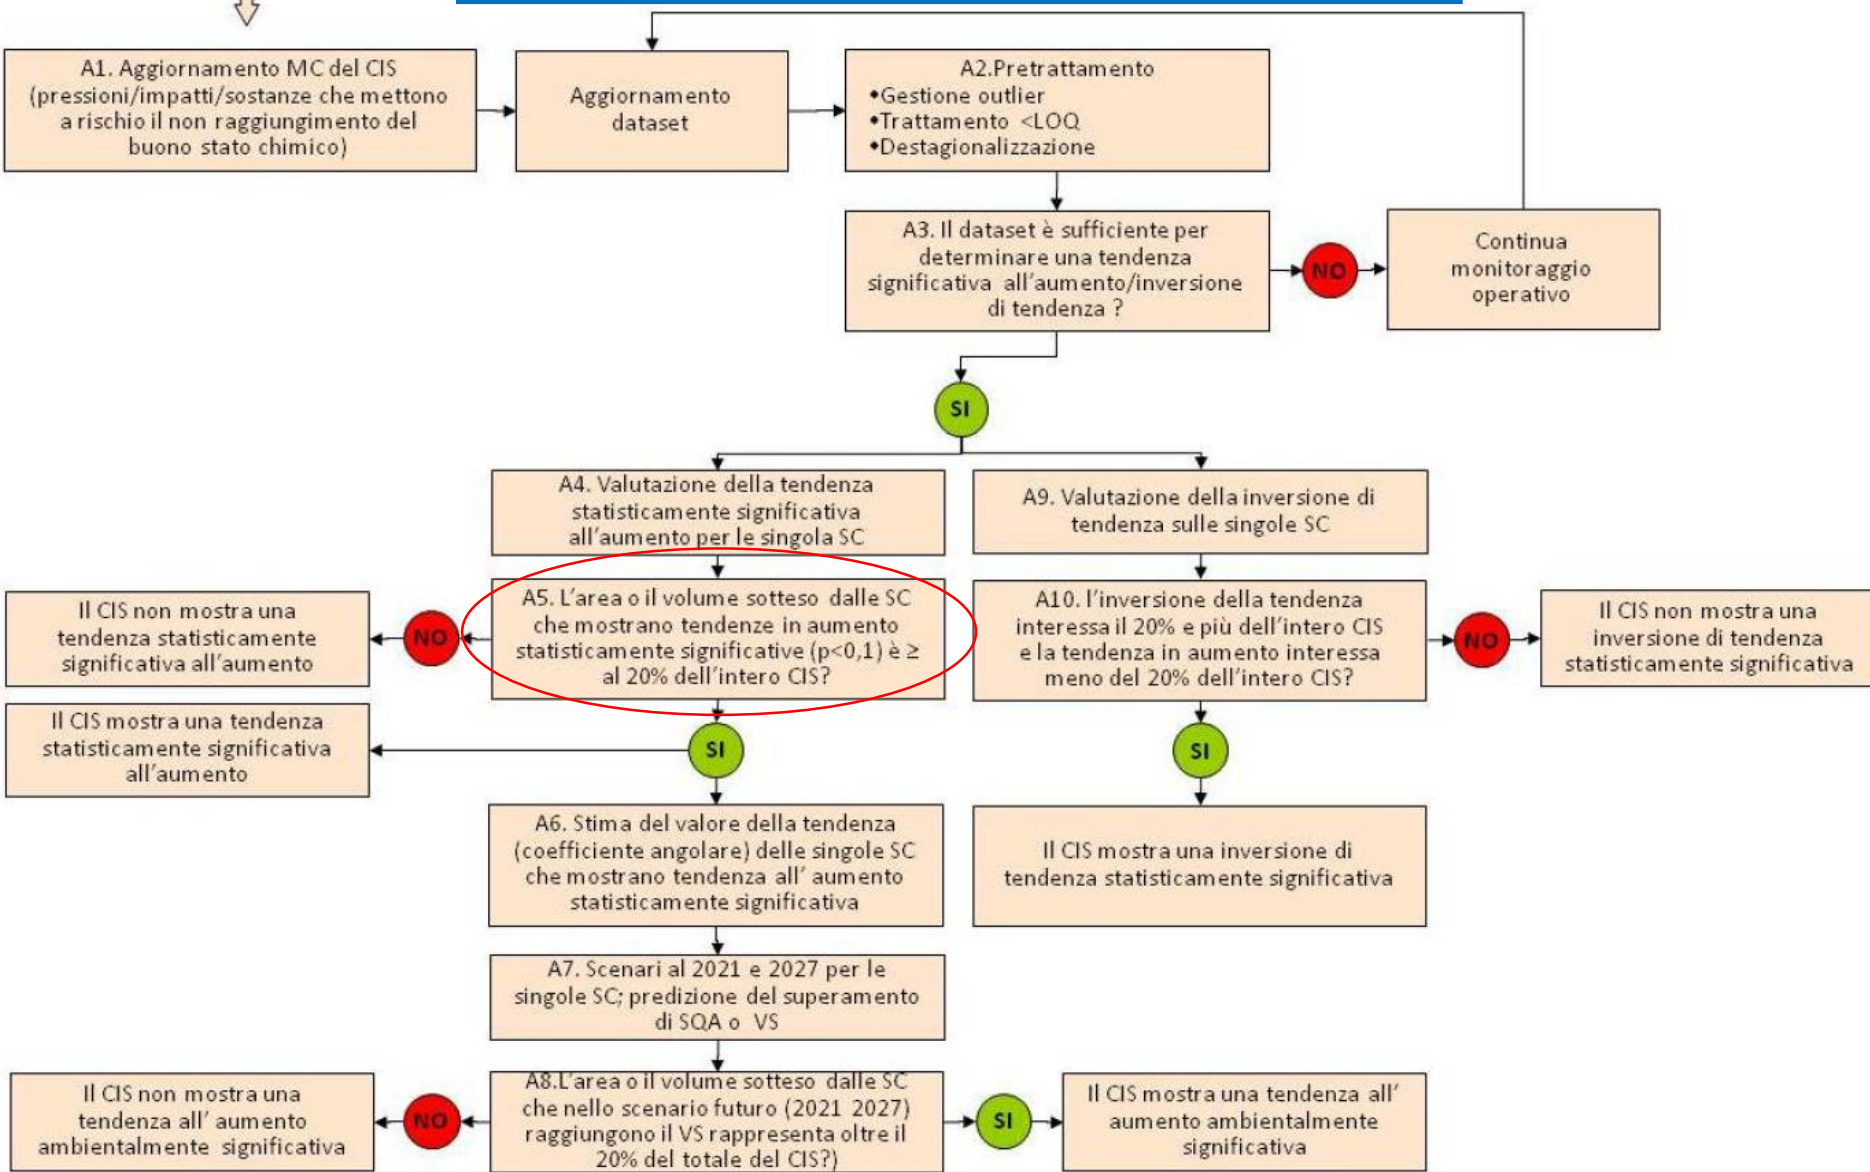 A1. Aggiornamento MC del CIS
(pressioni/impatti/sostanze che mettono
a rischio il non raggiungimento del
buono stato chimico)
Aggiornamento
dataset
A2.Pretrattamento
•Gestione outlier
•Trattamento <LOQ
•Destagionalizzazione
A3. Il dataset è sufficiente per
determinare una tendenza
significativa all'aumento/inversione
di tendenza ?
NO
Continua
monitoraggio
operativo
SI
A4. Valutazione della tendenza
statisticamente significativa
all'aumento per le singola SC
A9. Valutazione della inversione di
tendenza sulle singole SC
Il CIS non mostra una
tendenza statisticamente
significativa all'aumento
NO
A5. L'area o il volume sotteso dalle SC
che mostrano tendenze in aumento
statisticamente significative (p<0,1) è ≥
al 20% dell'intero CIS?
A10. l'inversione della tendenza
interessa il 20% e più dell'intero CIS
e la tendenza in aumento interessa
meno del 20% dell'intero CIS?
NO
Il CIS non mostra una
inversione di tendenza
statisticamente significativa
Il CIS mostra una tendenza
statisticamente significativa
all'aumento
SI
SI
A6. Stima del valore della tendenza
(coefficiente angolare) delle singole SC
che mostrano tendenza all' aumento
statisticamente significativa
Il CIS mostra una inversione di
tendenza statisticamente significativa
A7. Scenari al 2021 e 2027 per le
singole SC; predizione del superamento
di SQA o VS
Il CIS non mostra una
tendenza all' aumento
ambientalmente significativa
NO
A8.L'area o il volume sotteso dalle SC
che nello scenario futuro (2021 2027)
raggiungono il VS rappresenta oltre il
20% del totale del CIS?)
SI
Il CIS mostra una tendenza all'
aumento ambientalmente
significativa